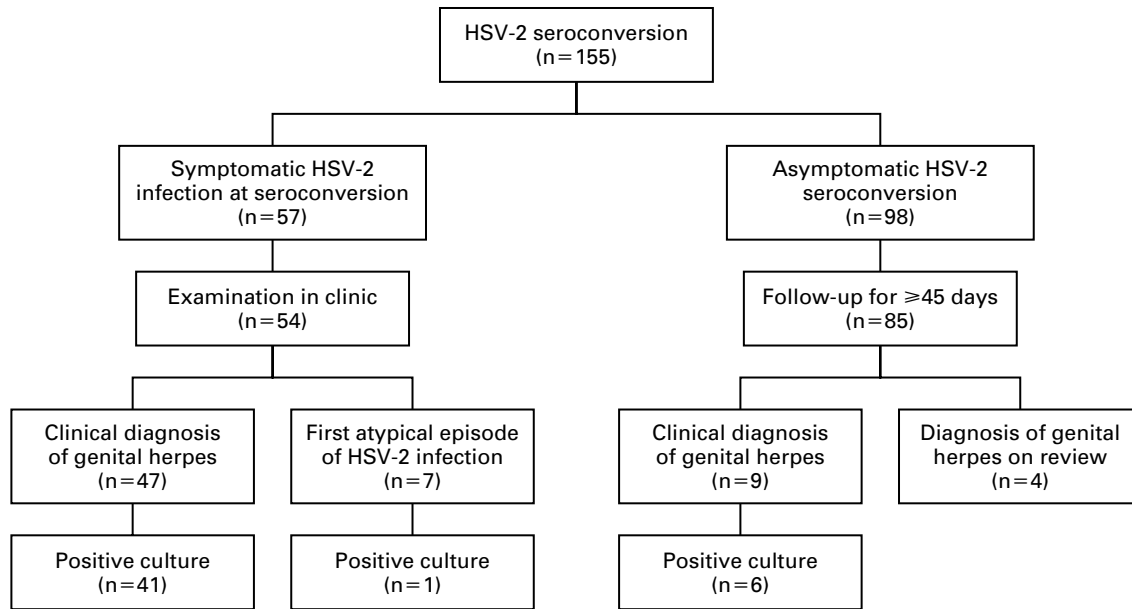 HSV-2 seroconversion
(n=155)
Symptomatic HSV-2
infection at seroconversion
(n=57)
Asymptomatic HSV-2
seroconversion
(n=98)
Examination in clinic
(n=54)
Follow-up for ≥45 days
(n=85)
Clinical diagnosis
of genital herpes
(n=47)
First atypical episode
of HSV-2 infection
(n=7)
Clinical diagnosis
of genital herpes
(n=9)
Diagnosis of genital
herpes on review
(n=4)
Positive culture
(n=41)
Positive culture
(n=1)
Positive culture
(n=6)